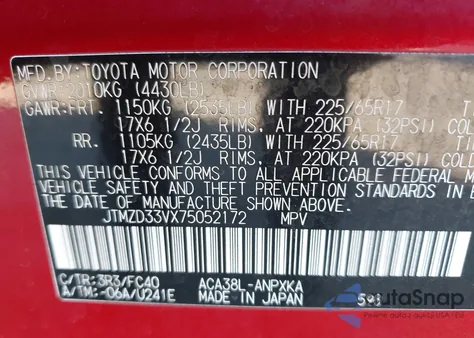 MFD.BY:TOYOTA MOTOR CORPORATION
GVWR 2010KG (4430LB)
GAWR:FRT. 1150KG (2535LB) WITH 225/65R17
17X6 1/2J RIMS, AT 220KPA (32PSI) COL
RR. 1105KG (2435LB) WITH 225/65R17 TI
17X6 1/2J RIMS, AT 220KPA (32PSI)
THIS VEHICLE CONFORMS TO ALL APPLICABLE
VEHICLE SAFETY AND THEFT PREVENTION STANDARDS IN
THE DATE OF MANUFACTURE SHOWN ABOVE.
JTMZD33VX75052172 MPV
C/TR:3R3/FC40 ACA38L-ANPXKA
A/TM:-06A/U241E MADE IN JAPAN 593
AutoSnap